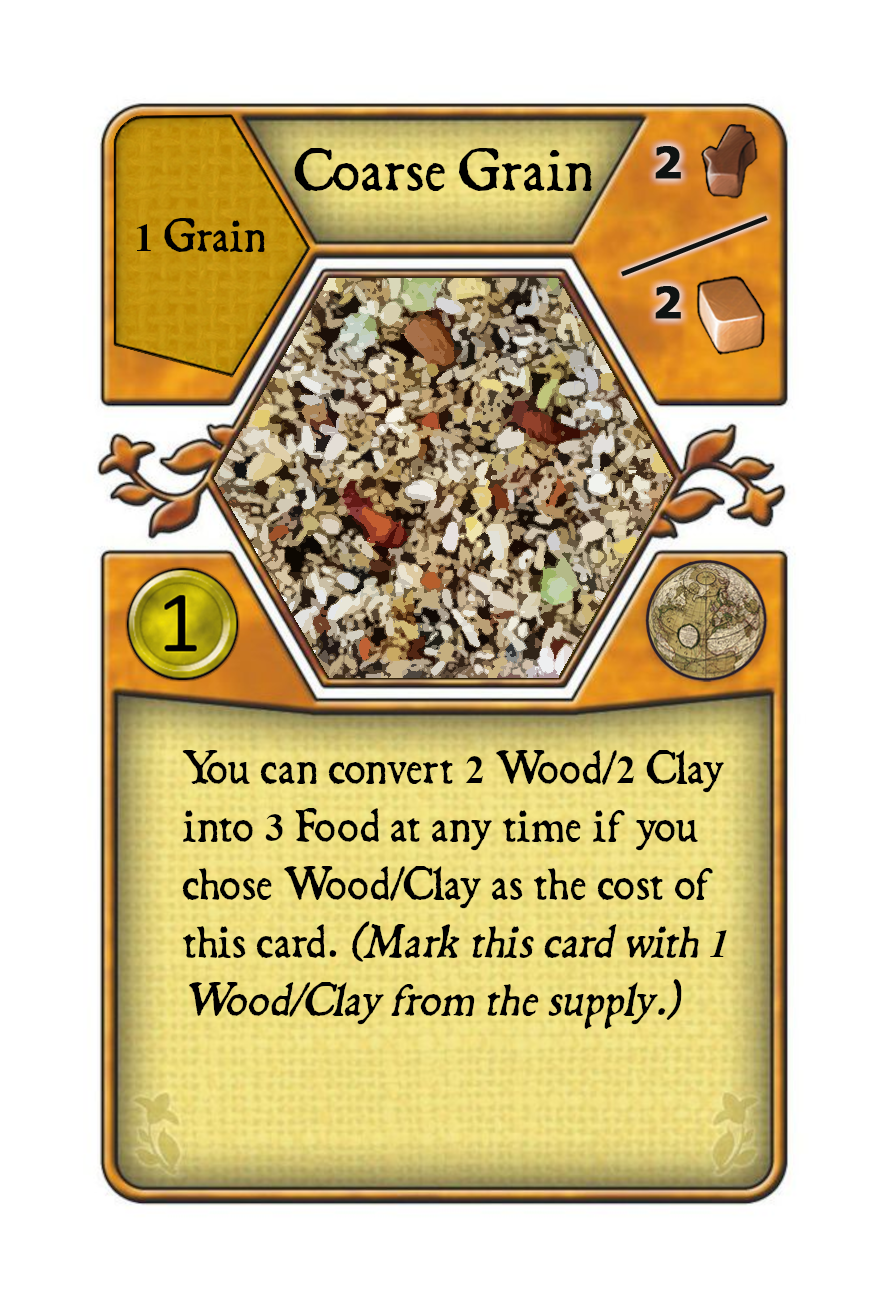 Coarse Grain
1 Grain
2
2
1
You can convert 2 Wood/2 Clay
into 3 Food at any time if you
chose Wood/Clay as the cost of
this card. (Mark this card with 1
Wood/Clay from the supply.)